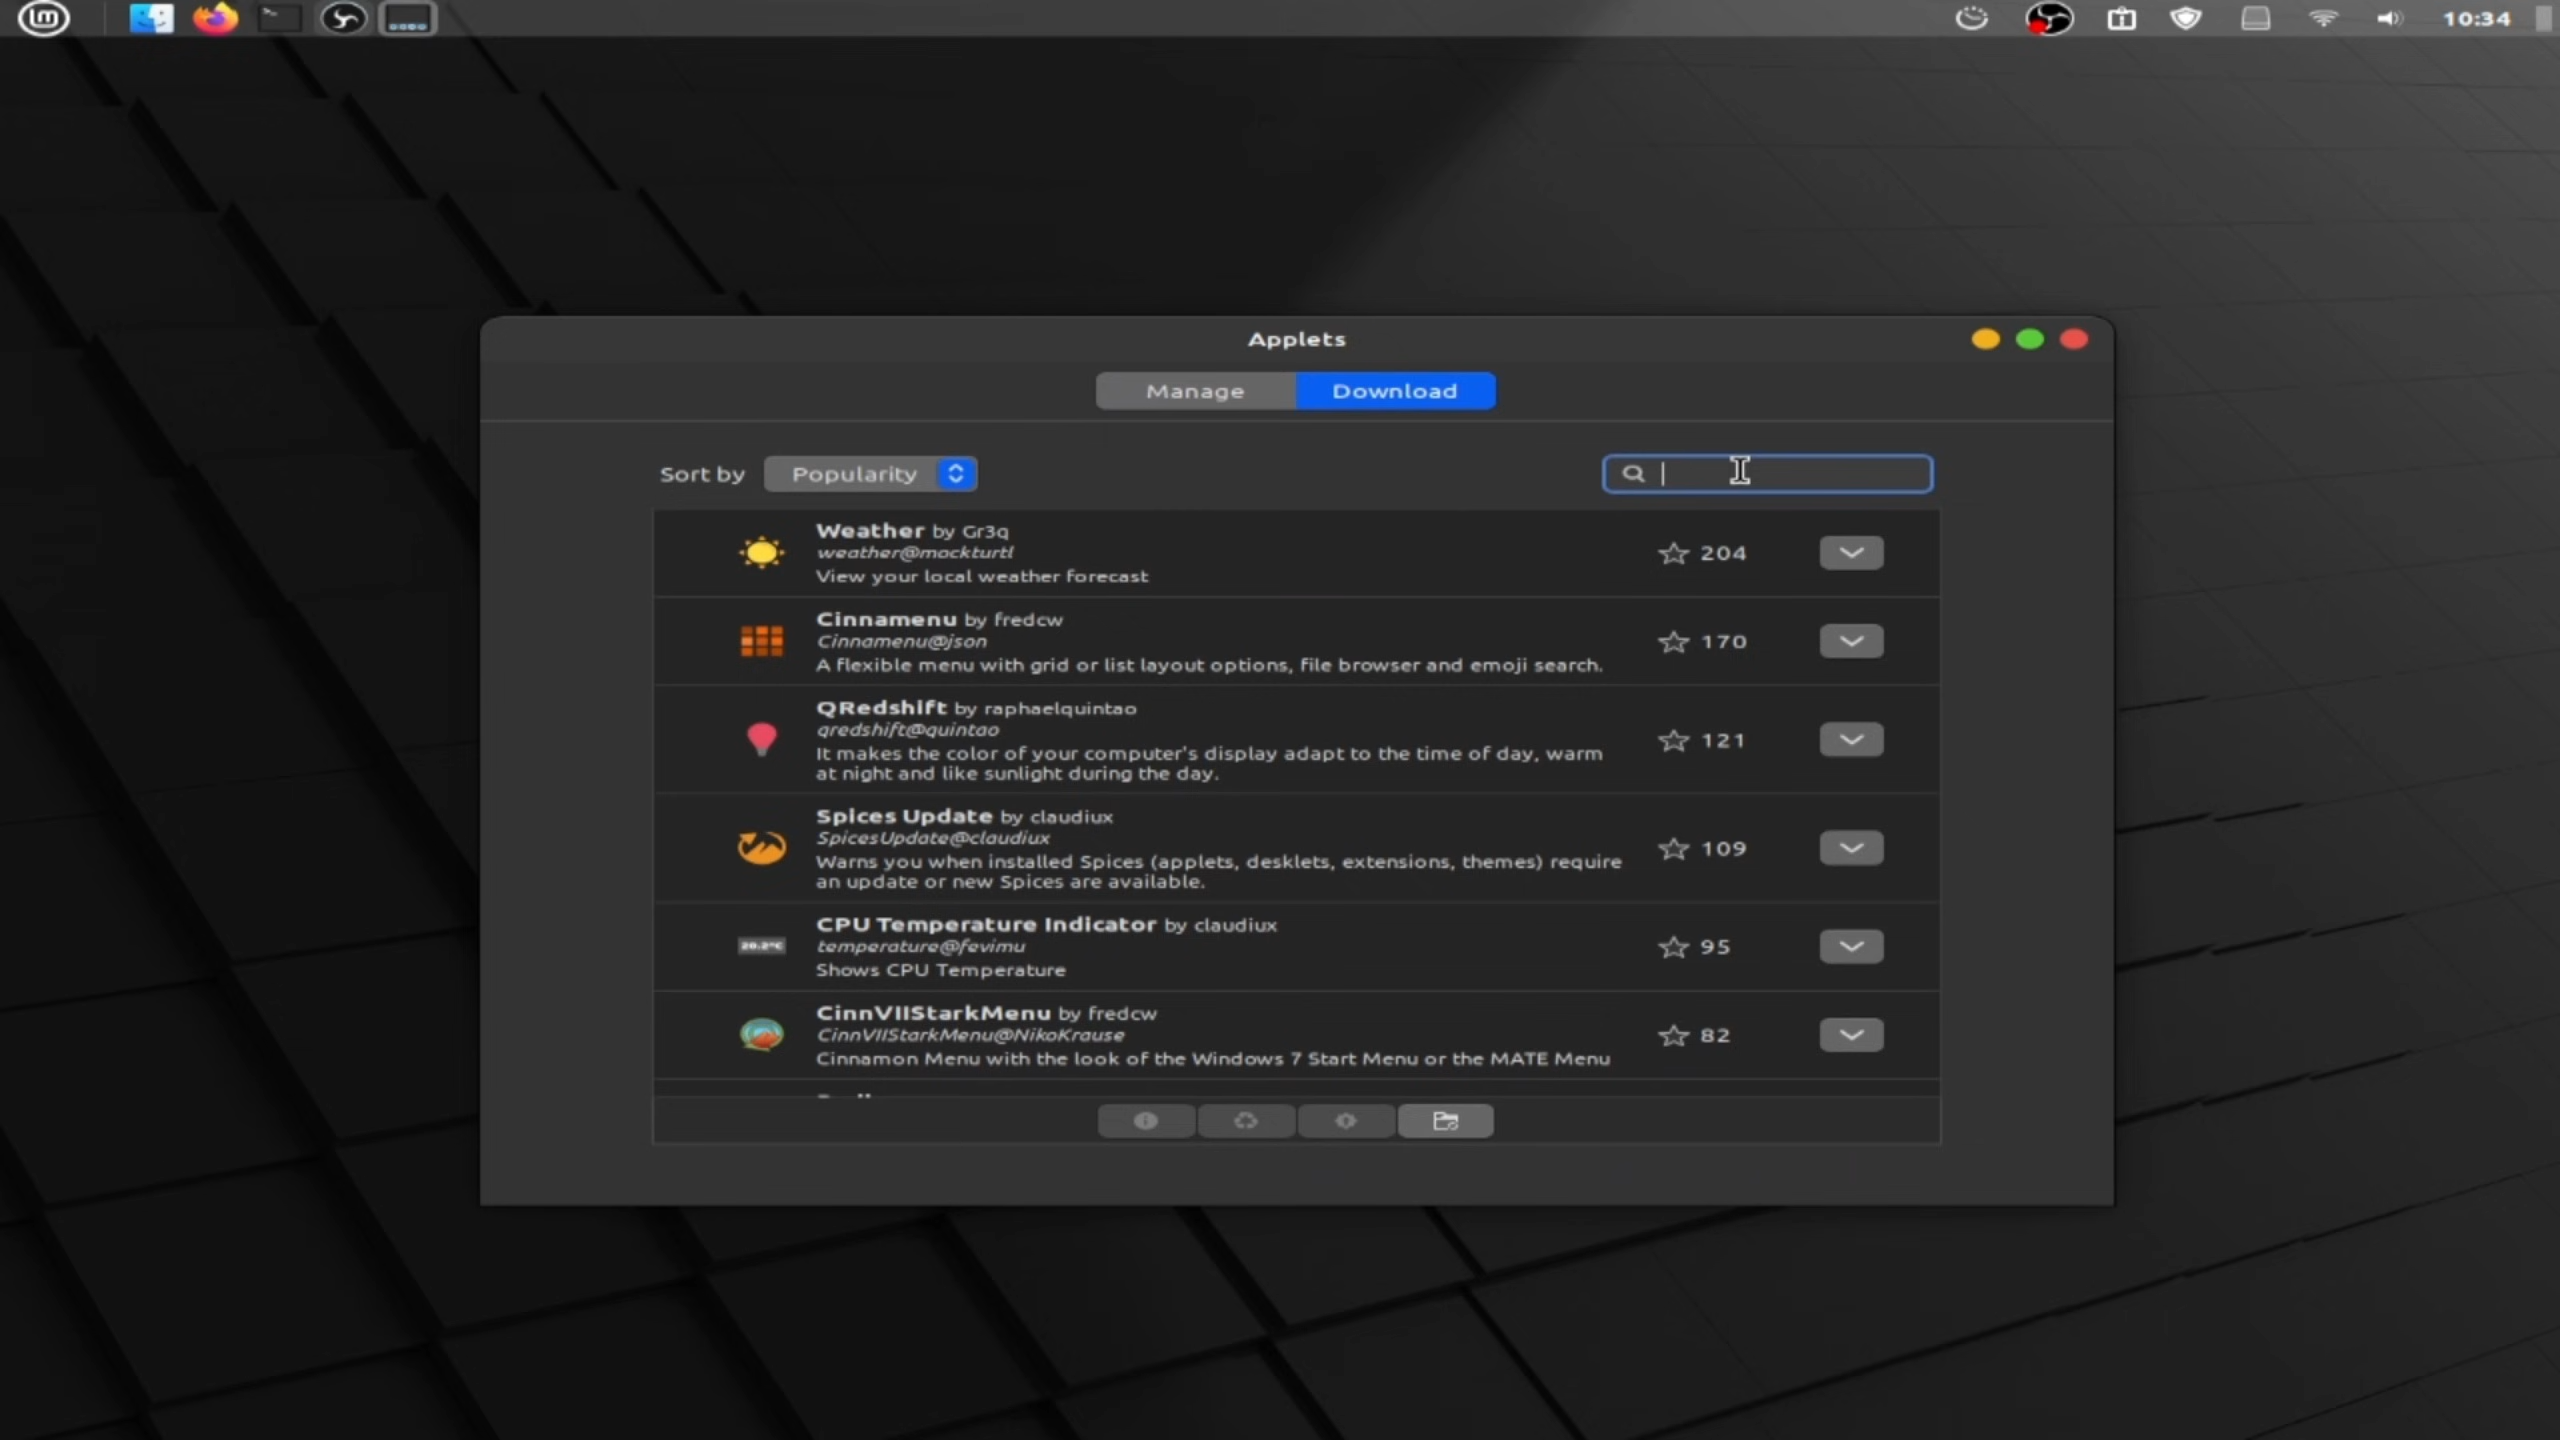 lm
>_
10:34
Applets
Manage Download
Sort by Popularity
Weather by Gr3q
weather@mockturtl
View your local weather forecast
204
Cinnamenu by fredcw
Cinnamenu@json
A flexible menu with grid or list layout options, file browser and emoji search.
170
QRedshift by raphaelquintao
qredshift@quintao
It makes the color of your computer's display adapt to the time of day, warm
at night and like sunlight during the day.
121
Spices Update by claudiux
SpicesUpdate@claudiux
Warns you when installed Spices (applets, desklets, extensions, themes) require
an update or new Spices are available.
109
20.2°C
CPU Temperature Indicator by claudiux
temperature@fevimu
Shows CPU Temperature
95
CinnVIIStarkMenu by fredcw
CinnVIIStarkMenu@NikoKrause
Cinnamon Menu with the look of the Windows 7 Start Menu or the MATE Menu
82